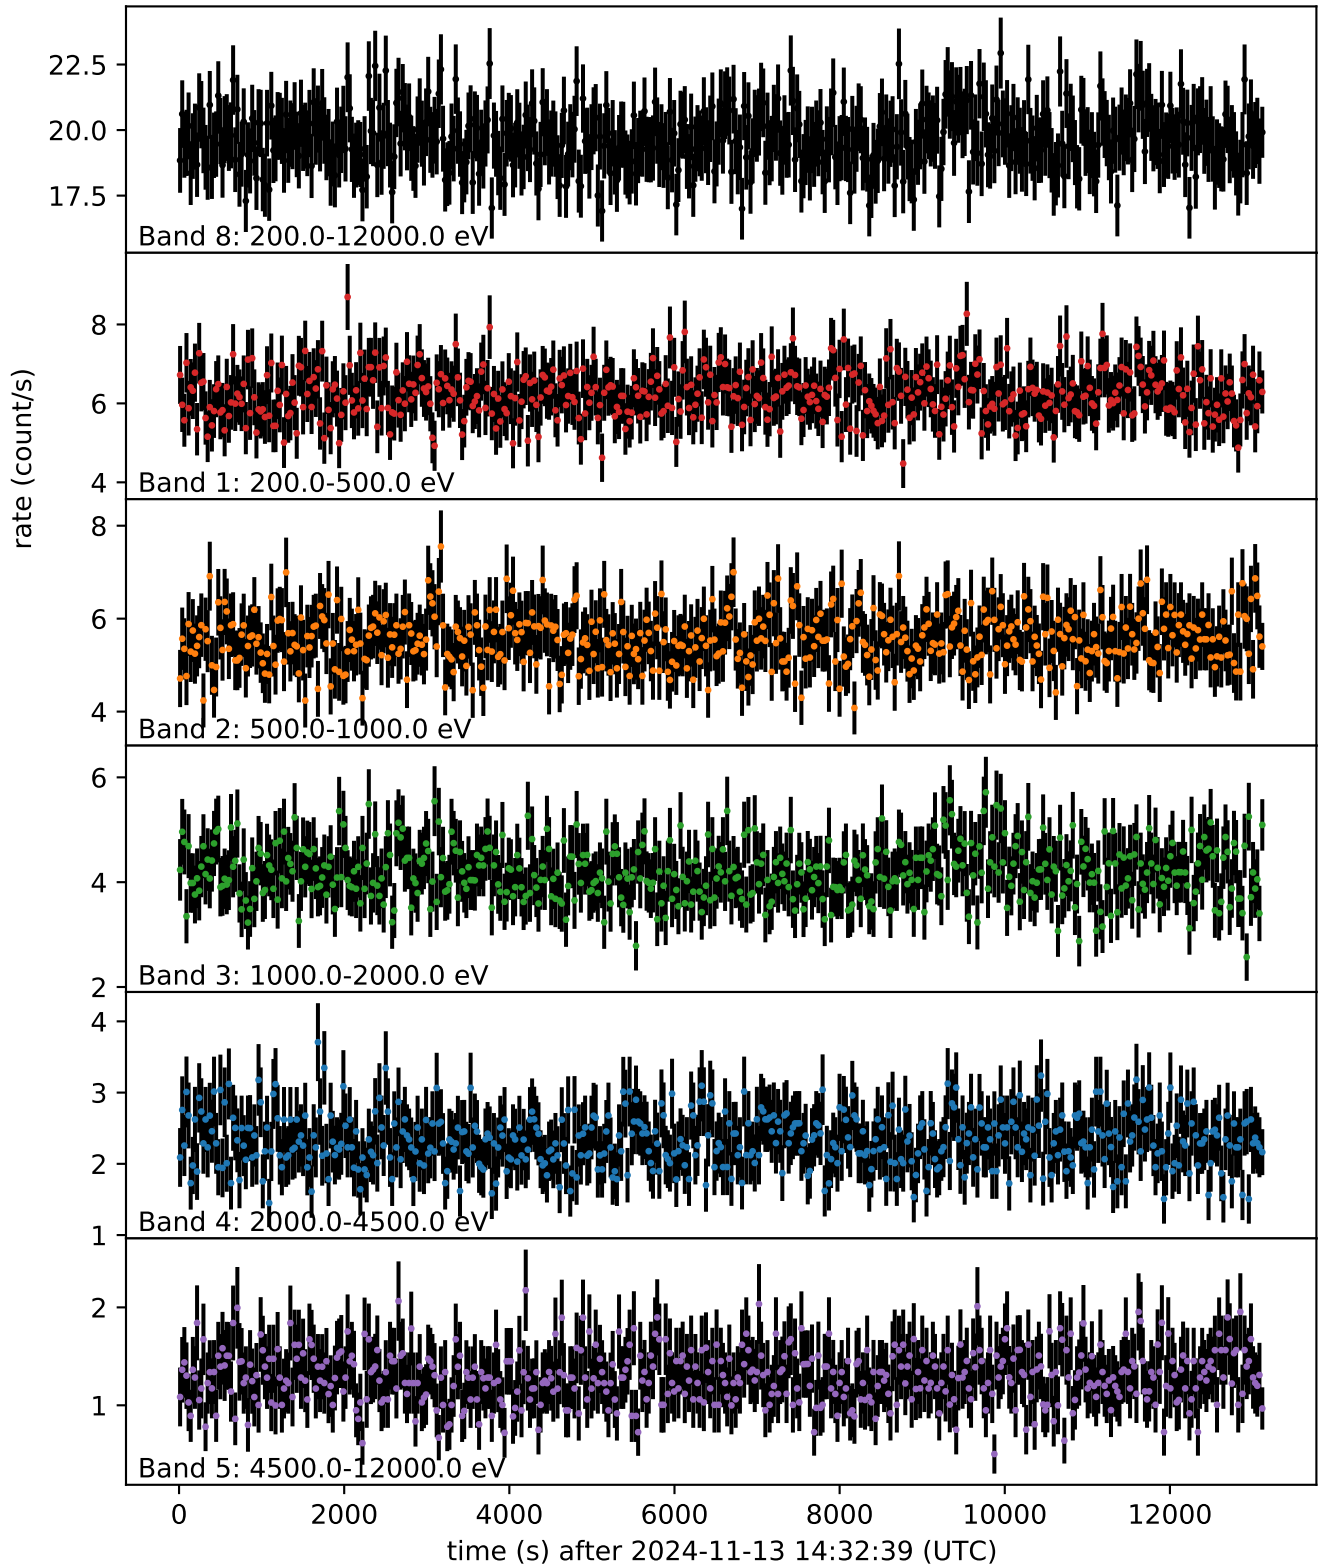 22.5
20.0
17.5
Band 8: 200.0-12000.0 eV
8
6
4
Band 1: 200.0-500.0 eV
rate (count/s)
8
6
4
Band 2: 500.0-1000.0 eV
6
4
2
Band 3: 1000.0-2000.0 eV
4
3
2
1
Band 4: 2000.0-4500.0 eV
2
1
Band 5: 4500.0-12000.0 eV
0 2000 4000 6000 8000 10000 12000
time (s) after 2024-11-13 14:32:39 (UTC)